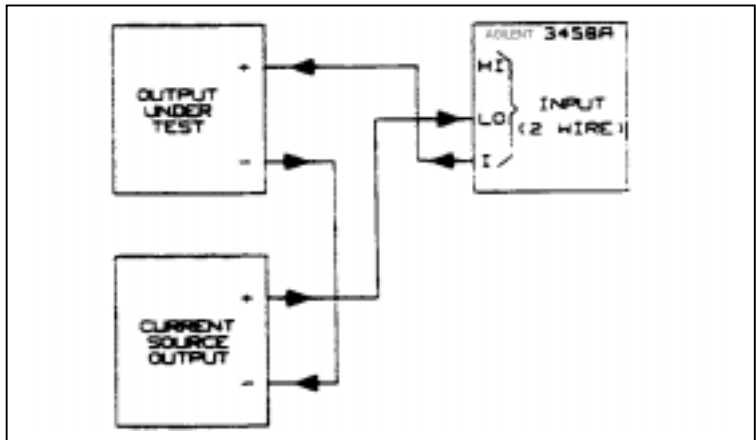 +
OUTPUT
UNDER
TEST
-
AGILENT 3458A
HI
LO
I
INPUT
(2 WIRE)
+
CURRENT
SOURCE
OUTPUT
-